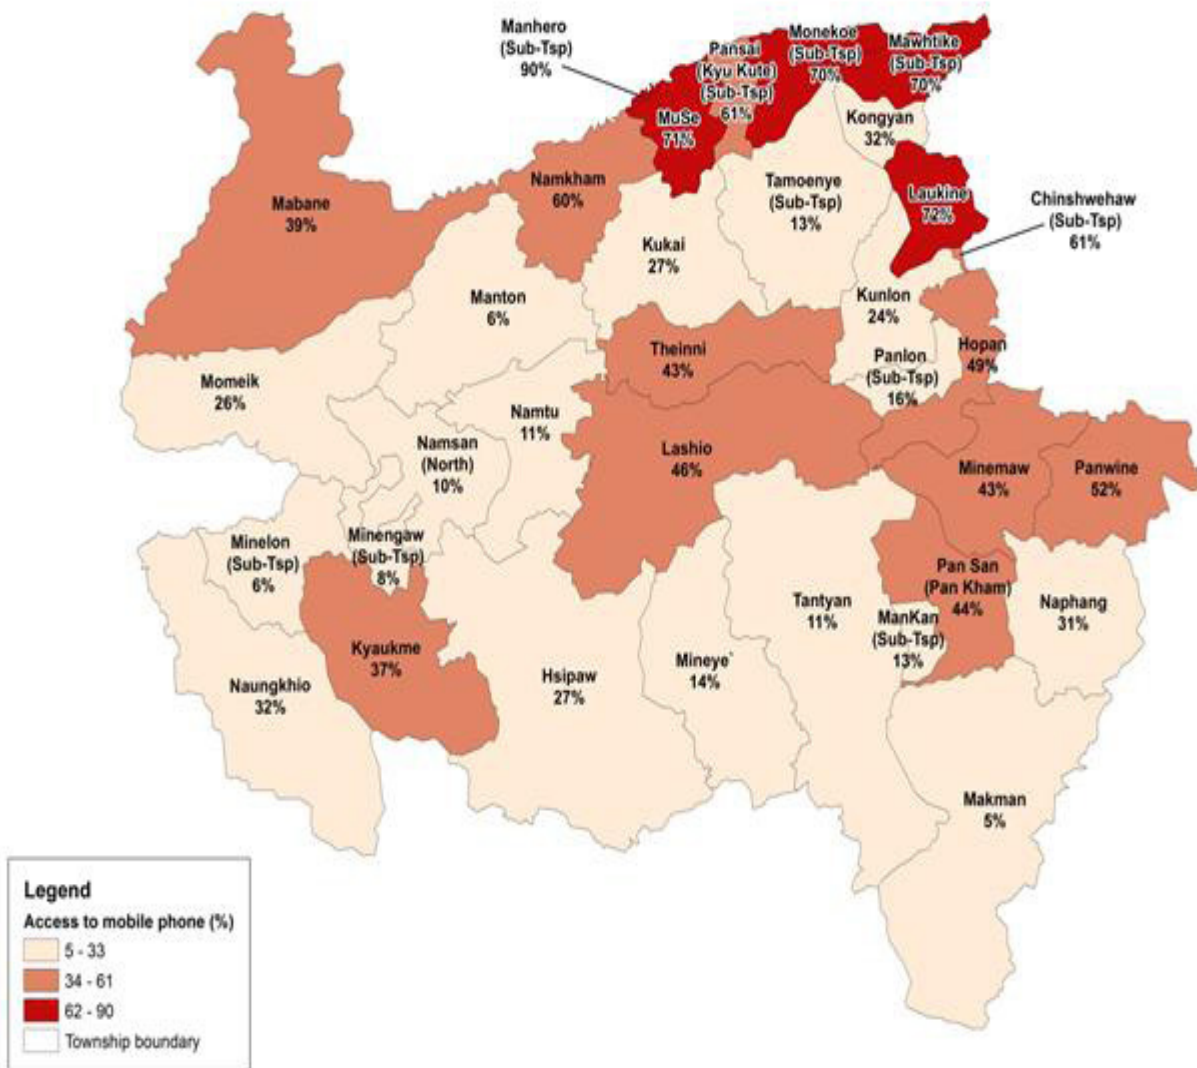 Manhero
(Sub-Tsp)
90%
Pansai
(Kyu Kute)
(Sub-Tsp)
61%
Monekoe
(Sub-Tsp)
70%
Mawhtike
(Sub-Tsp)
70%
MuSe
71%
Kongyan
32%
Namkham
60%
Tamoenye
(Sub-Tsp)
13%
Laukine
72%
Chinshwehaw
(Sub-Tsp)
61%
Mabane
39%
Kukai
27%
Manton
6%
Kunlon
24%
Theinni
43%
Panlon
(Sub-Tsp)
16%
Hopan
49%
Momeik
26%
Namtu
11%
Namsan
(North)
10%
Lashio
46%
Minemaw
43%
Panwine
52%
Minelon
(Sub-Tsp)
6%
Minengaw
(Sub-Tsp)
8%
Pan San
(Pan Kham)
44%
Tantyan
11%
ManKan
(Sub-Tsp)
13%
Naphang
31%
Kyaukme
37%
Naungkhio
32%
Hsipaw
27%
Mineye`
14%
Makman
5%
Legend
Access to mobile phone (%)
5 - 33
34 - 61
62 - 90
Township boundary